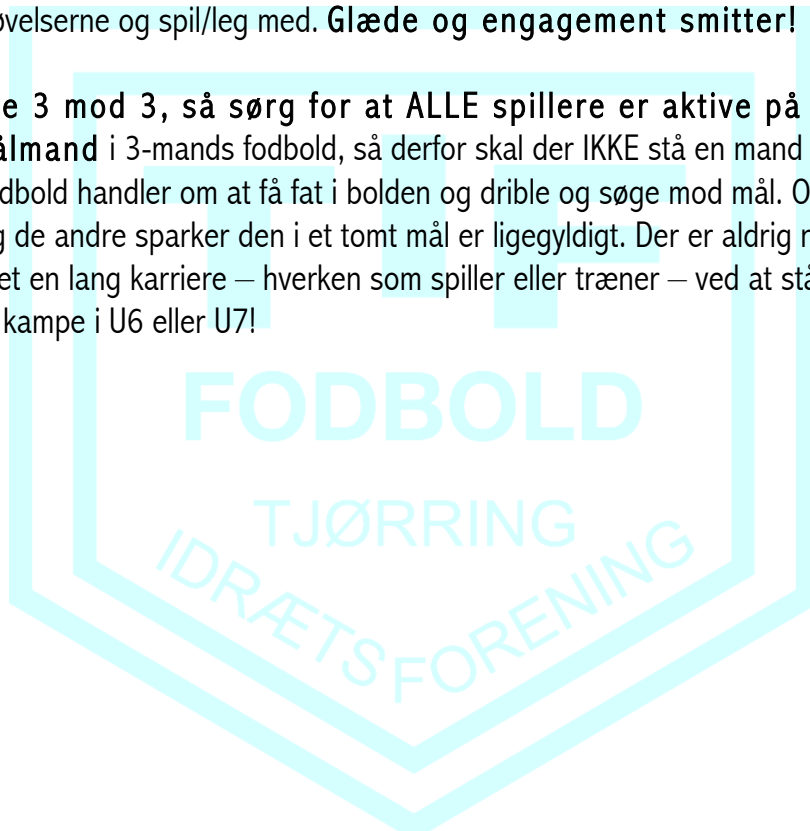 øvelserne og spil/leg med. Glæde og engagement smitter!
e 3 mod 3, så sørg for at ALLE spillere er aktive på
ålmand i 3-mands fodbold, så derfor skal der IKKE stå en mand
dbold handler om at få fat i bolden og drible og søge mod mål. O
g de andre sparker den i et tomt mål er ligegyldigt. Der er aldrig
et en lang karriere – hverken som spiller eller træner – ved at stå
kampe i U6 eller U7!
TIF
FODBOLD
TJØRRING
IDRÆTSFORENING